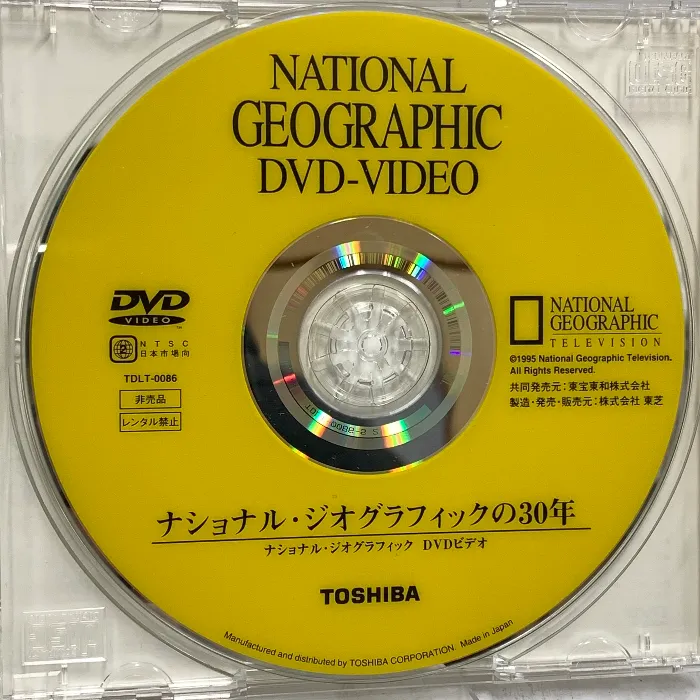 NATIONAL
GEOGRAPHIC
DVD-VIDEO
DVD
VIDEO
TM
2
NTSC
日本市場向
TDLT-0086
非売品
レンタル禁止
NATIONAL
GEOGRAPHIC
TELEVISION
©1995 National Geographic Television.
All Rights Reserved.
共同発売元：東宝東和株式会社
製造・発売・販売元：株式会社 東芝
ナショナル・ジオグラフィックの30年
ナショナル・ジオグラフィック DVDビデオ
TOSHIBA
Manufactured and distributed by TOSHIBA CORPORATION. Made in Japan